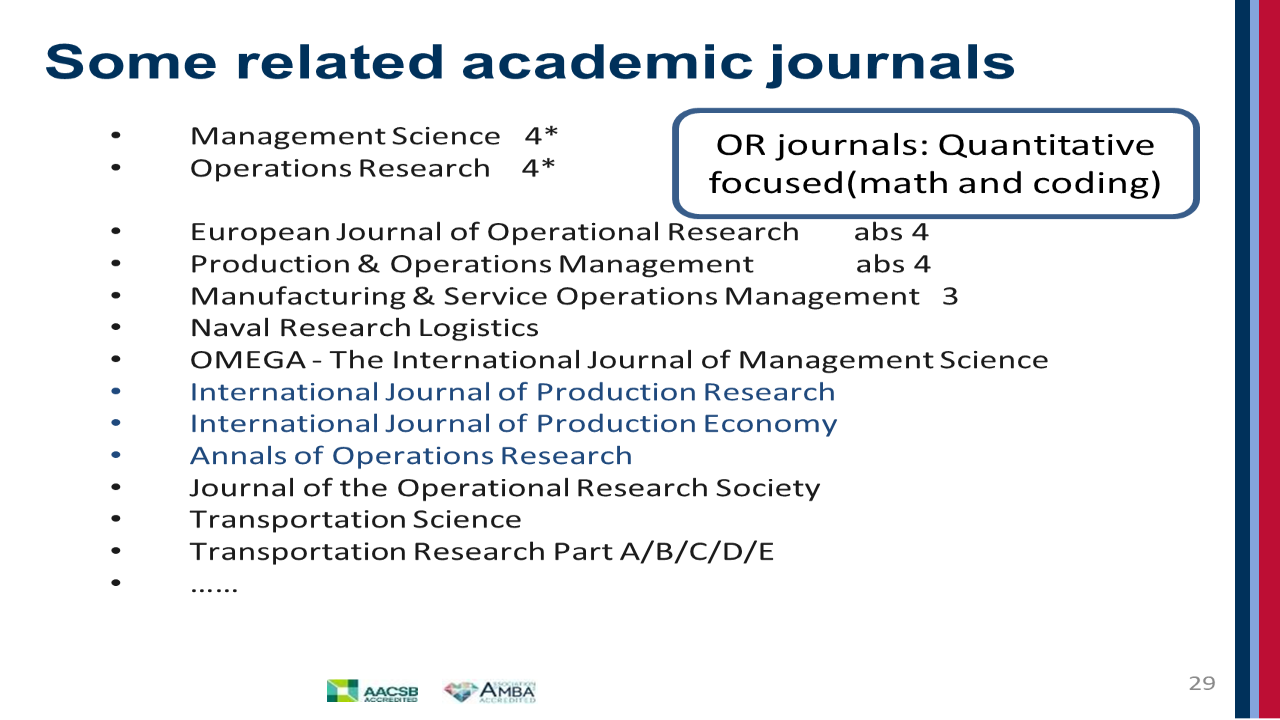 Some related academic journals
• Management Science 4*
• Operations Research 4*
OR journals: Quantitative
focused(math and coding)
• European Journal of Operational Research abs 4
• Production & Operations Management abs 4
• Manufacturing & Service Operations Management 3
• Naval Research Logistics
• OMEGA - The International Journal of Management Science
• International Journal of Production Research
• International Journal of Production Economy
• Annals of Operations Research
• Journal of the Operational Research Society
• Transportation Science
• Transportation Research Part A/B/C/D/E
• ......
AACSB
ACCREDITED
ASSOCIATION
AMBA
ACCREDITED
29